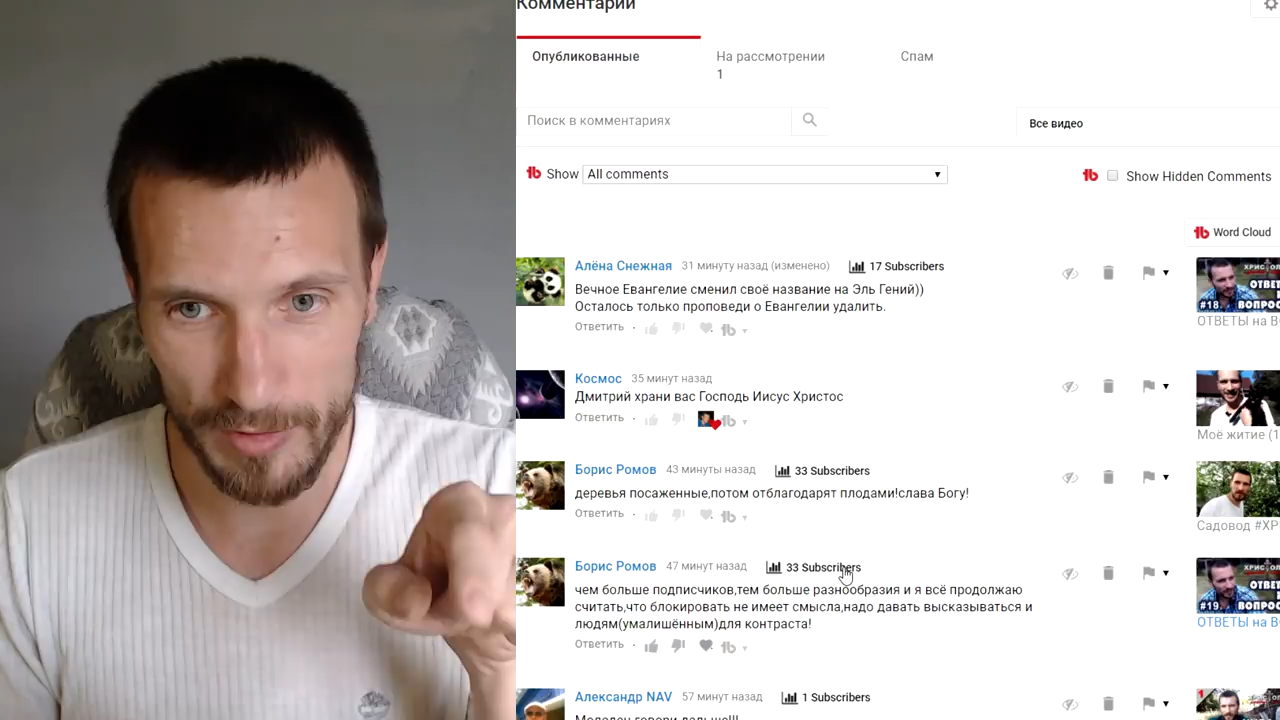 Комментарии
Опубликованные
На рассмотрении
1
Спам
Поиск в комментариях
Все видео
Show All comments
Show Hidden Comments
Word Cloud
Алёна Снежная 31 минуту назад (изменено) 17 Subscribers
Вечное Евангелие сменил своё название на Эль Гений))
Осталось только проповеди о Евангелии удалить.
Ответить
#18
ОТВЕТЫ на В
Космос 35 минут назад
Дмитрий храни вас Господь Иисус Христос
Ответить
Моё житие (1
Борис Ромов 43 минуты назад 33 Subscribers
деревья посаженные,потом отблагодарят плодами!слава Богу!
Ответить
Садовод #ХР
Борис Ромов 47 минут назад 33 Subscribers
чем больше подписчиков,тем больше разнообразия и я всё продолжаю
считать,что блокировать не имеет смысла,надо давать высказываться и
людям(умалишённым)для контраста!
Ответить
#19
ОТВЕТЫ на В
Александр NAV 57 минут назад 1 Subscribers